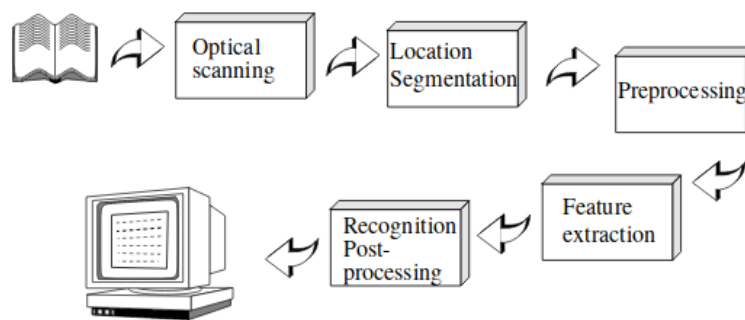 Optical
scanning
Location
Segmentation
Preprocessing
Feature
extraction
Recognition
Post-
processing